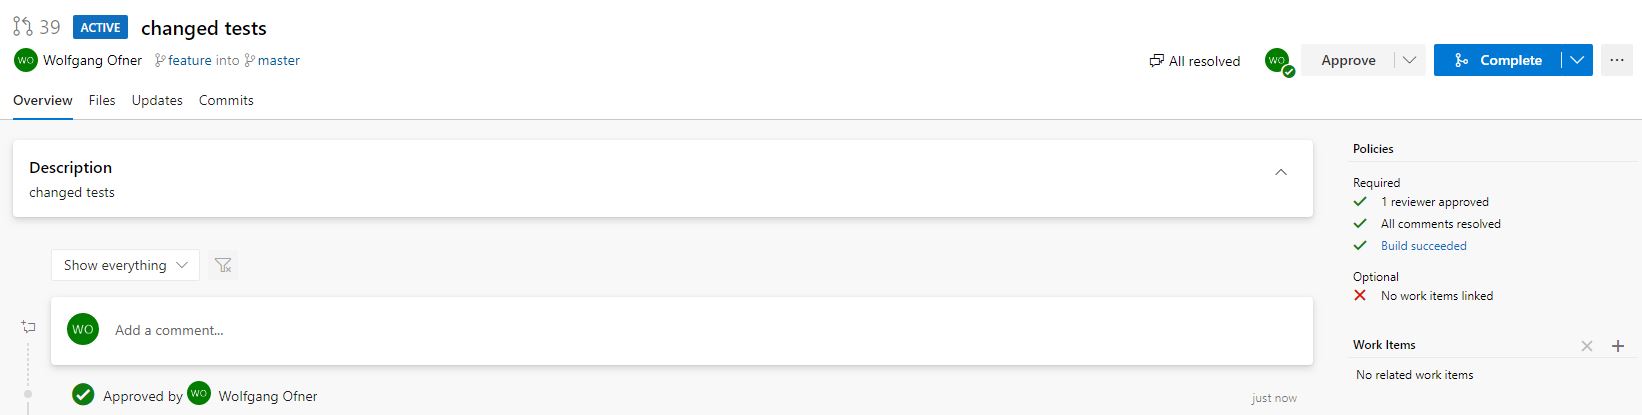 39 ACTIVE changed tests
WO Wolfgang Ofner feature into master
All resolved WO Approve Complete ...
Overview Files Updates Commits
Description
changed tests
Show everything
WO Add a comment...
Approved by WO Wolfgang Ofner just now
Policies
Required
1 reviewer approved
All comments resolved
Build succeeded
Optional
No work items linked
Work Items
No related work items